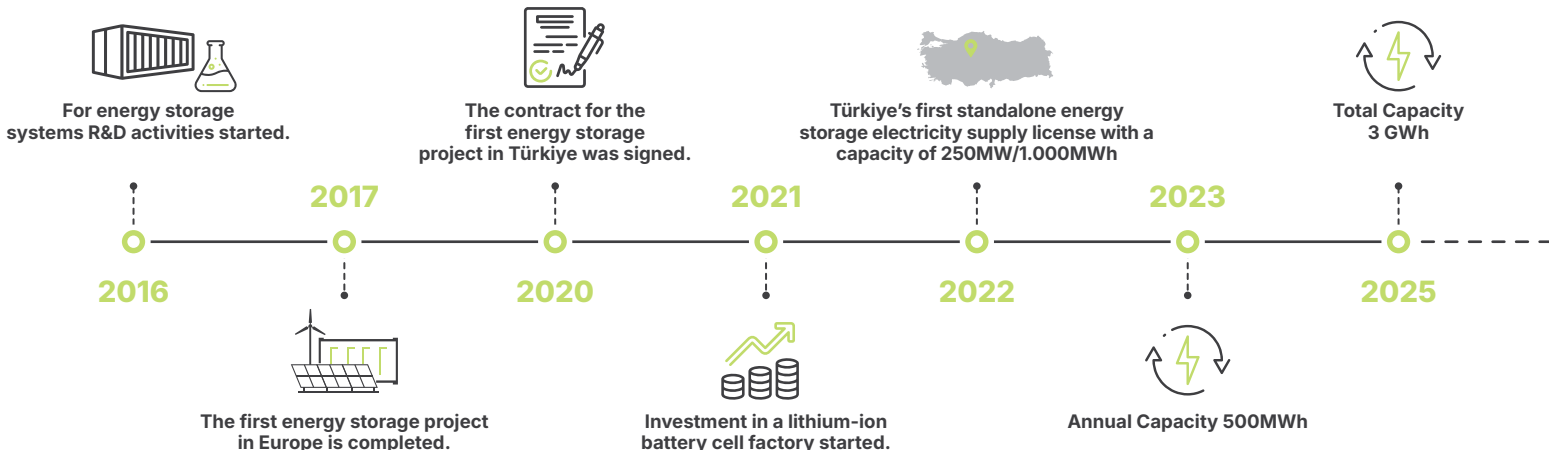 For energy storage
systems R&D activities started.
2016
2017
The first energy storage project
in Europe is completed.
The contract for the
first energy storage
project in Türkiye was signed.
2020
2021
Investment in a lithium-ion
battery cell factory started.
Türkiye’s first standalone energy
storage electricity supply license with a
capacity of 250MW/1.000MWh
2022
2023
Annual Capacity 500MWh
Total Capacity
3 GWh
2025